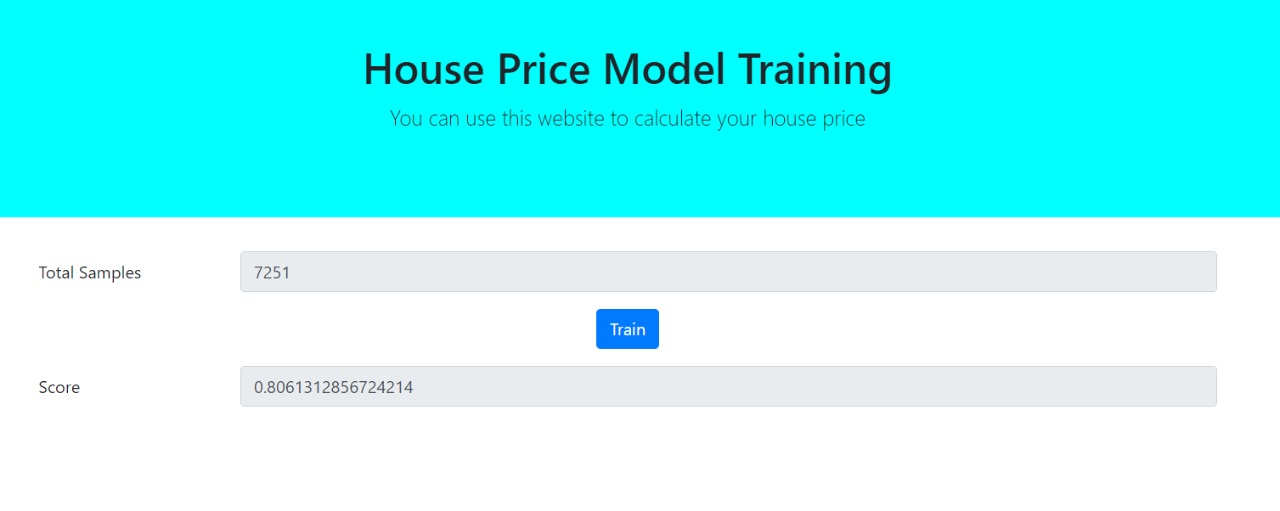 House Price Model Training
You can use this website to calculate your house price
Total Samples
7251
Train
Score
0.8061312856724214